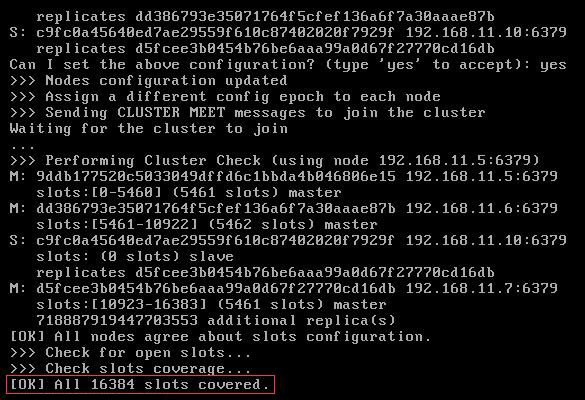 replicates dd386793e35071764f5cfef136a6f7a30aaae87b
S: c9fc0a45640ed7ae29559f610c87402020f7929f 192.168.11.10:6379
replicates d5fcee3b0454b76be6aaa99a0d67f27770cd16db
Can I set the above configuration? (type 'yes' to accept): yes
>>> Nodes configuration updated
>>> Assign a different config epoch to each node
>>> Sending CLUSTER MEET messages to join the cluster
Waiting for the cluster to join
...
>>> Performing Cluster Check (using node 192.168.11.5:6379)
M: 9ddb177520c5033049dffd6c1bbda4b046806e15 192.168.11.5:6379
slots:[0-5460] (5461 slots) master
M: dd386793e35071764f5cfef136a6f7a30aaae87b 192.168.11.6:6379
slots:[5461-10922] (5462 slots) master
S: c9fc0a45640ed7ae29559f610c87402020f7929f 192.168.11.10:6379
slots: (0 slots) slave
replicates d5fcee3b0454b76be6aaa99a0d67f27770cd16db
M: d5fcee3b0454b76be6aaa99a0d67f27770cd16db 192.168.11.7:6379
slots:[10923-16383] (5461 slots) master
718887919447703553 additional replica(s)
[OK] All nodes agree about slots configuration.
>>> Check for open slots...
>>> Check slots coverage...
[OK] All 16384 slots covered.